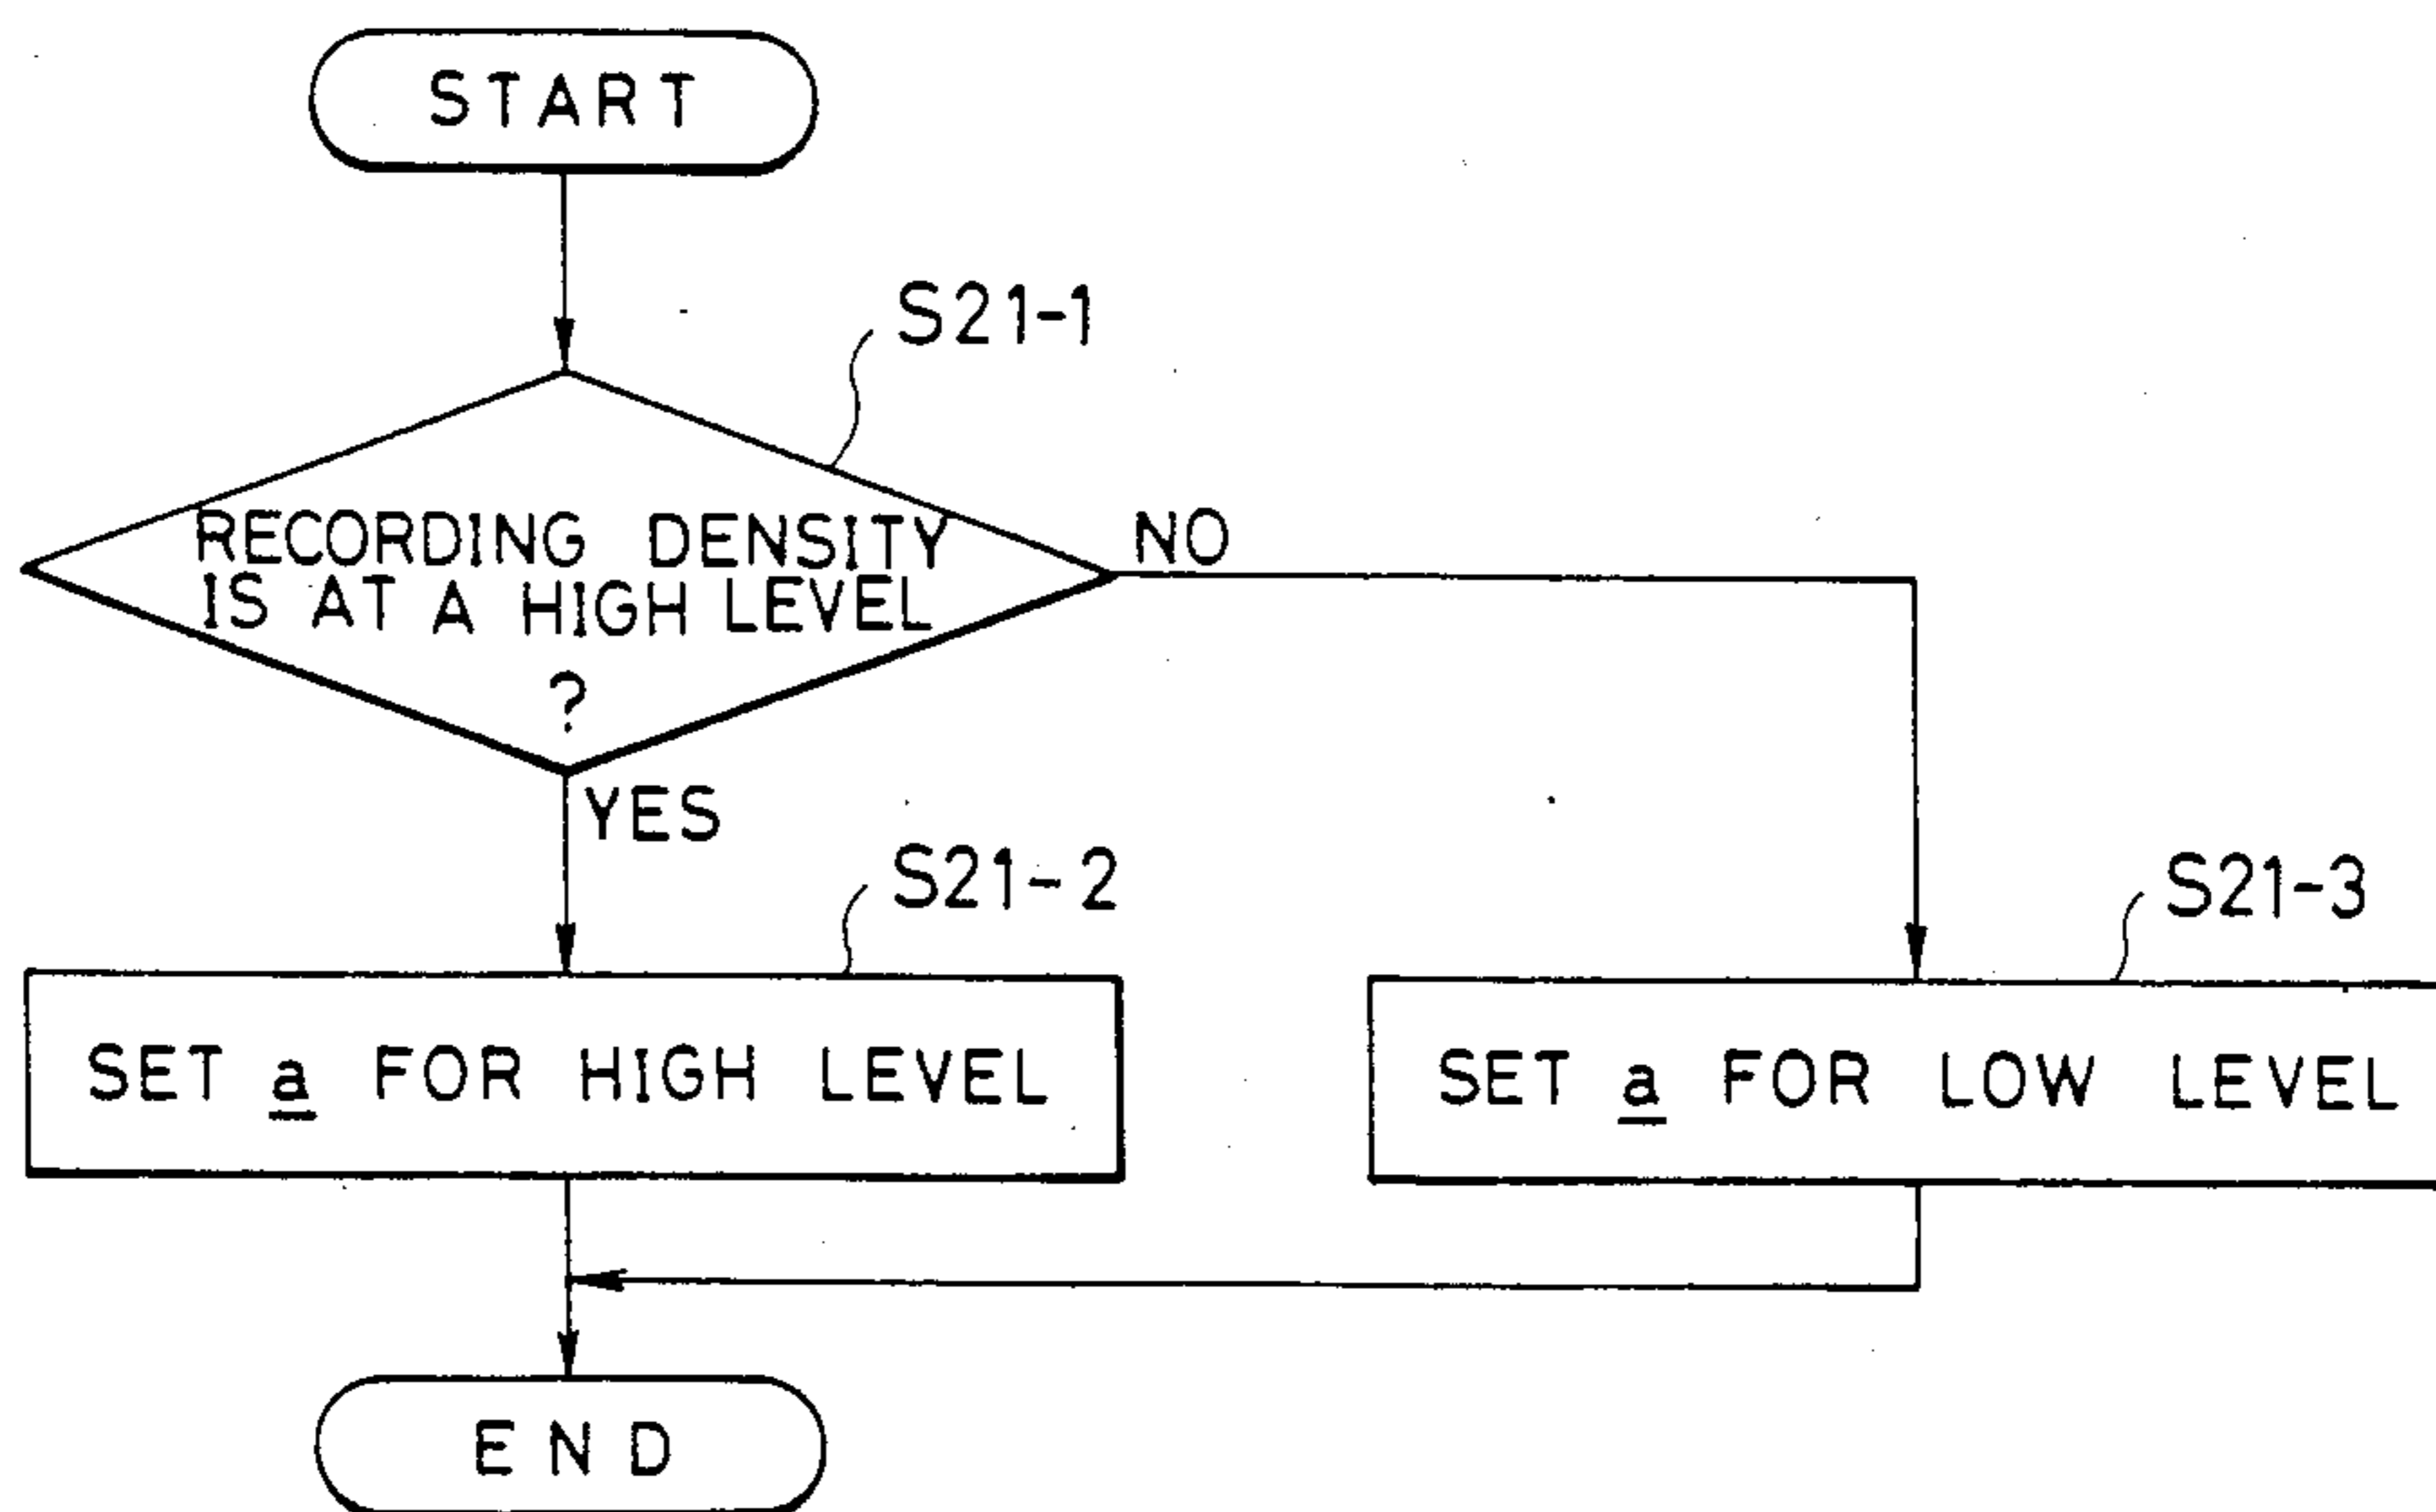 START
S21-1
RECORDING DENSITY
IS AT A HIGH LEVEL
?
NO
YES
S21-2
S21-3
SET a FOR HIGH LEVEL
SET a FOR LOW LEVEL
END